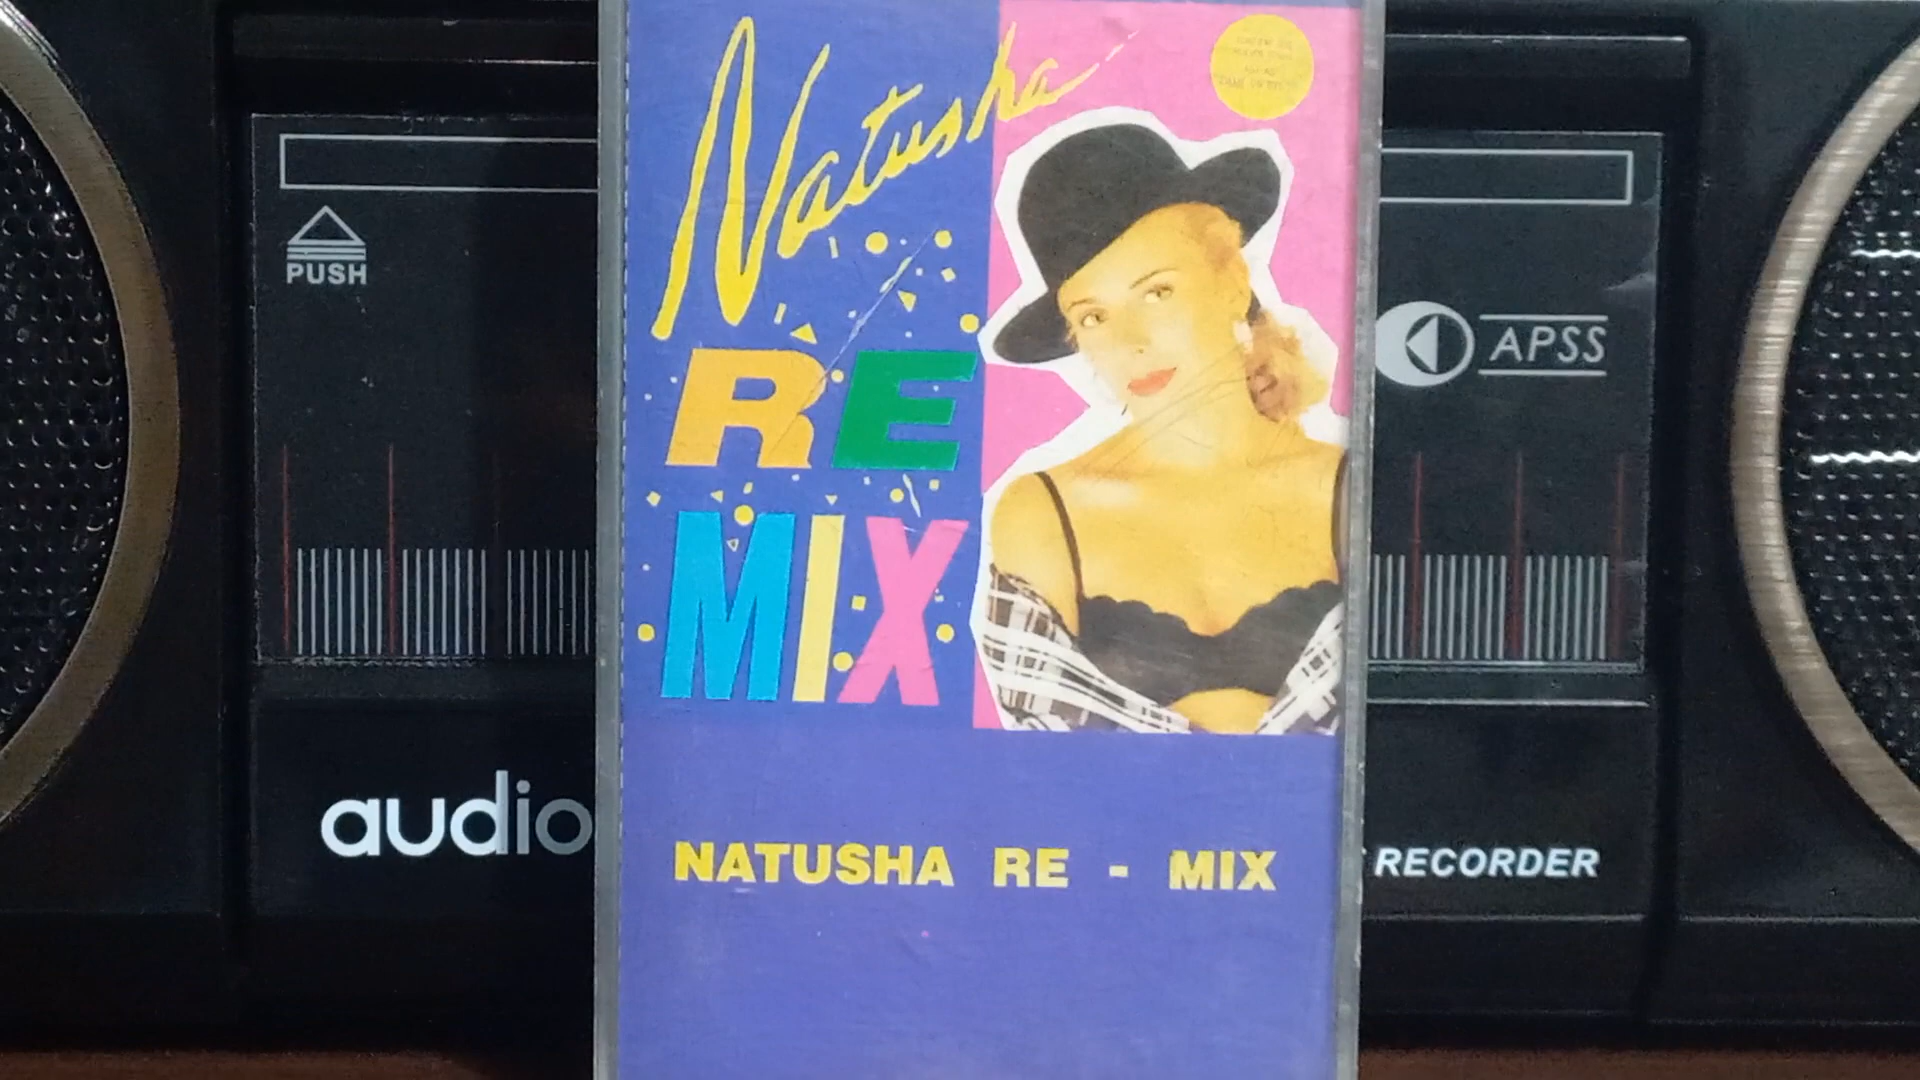 Natusha
RE
MIX
NATUSHA RE - MIX
PUSH
APSS
audio
RECORDER